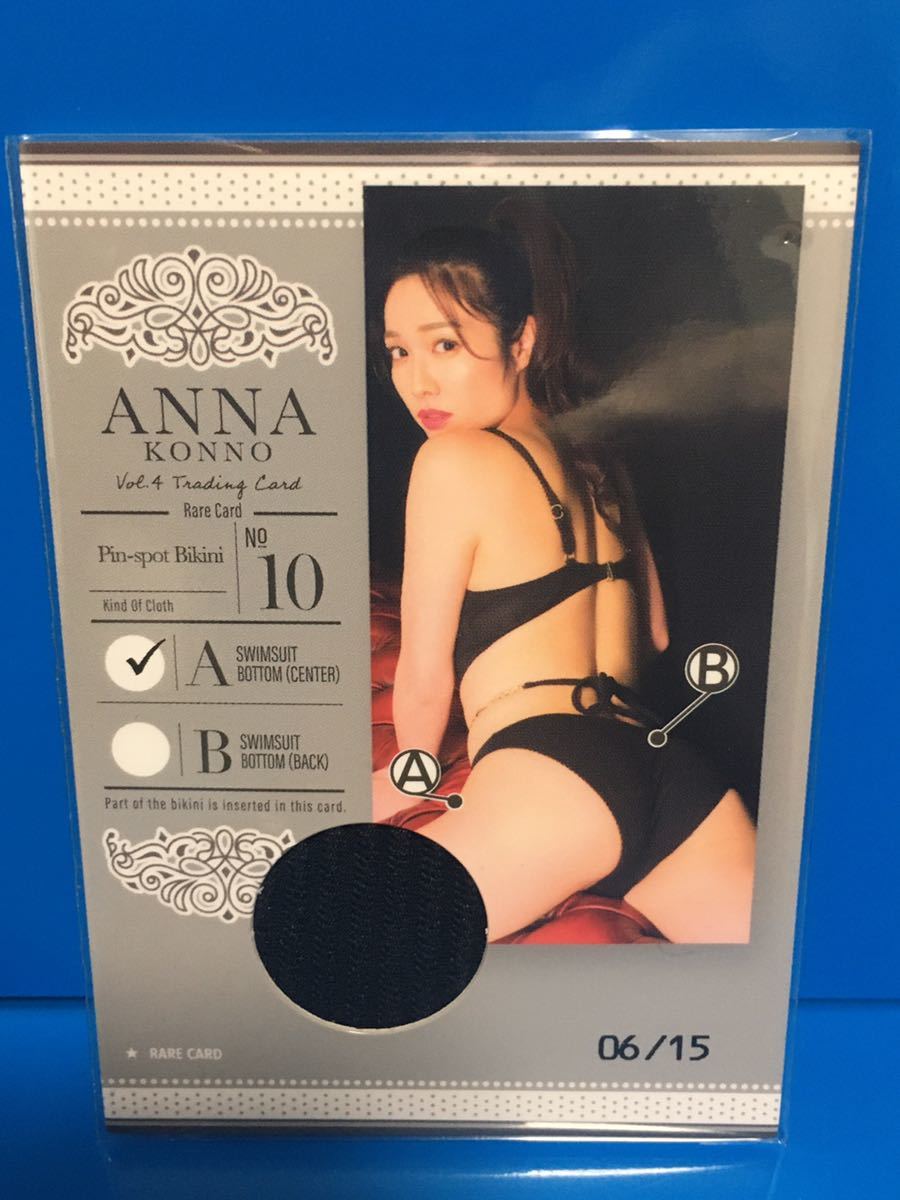 ANNA
KONNO
Vol.4 Trading Card
Rare Card
Pin-spot Bikini
Kind Of Cloth
No
10
A
SWIMSUIT
BOTTOM (CENTER)
B
SWIMSUIT
BOTTOM (BACK)
Part of the bikini is inserted in this card.
B
A
★ RARE CARD
06/15